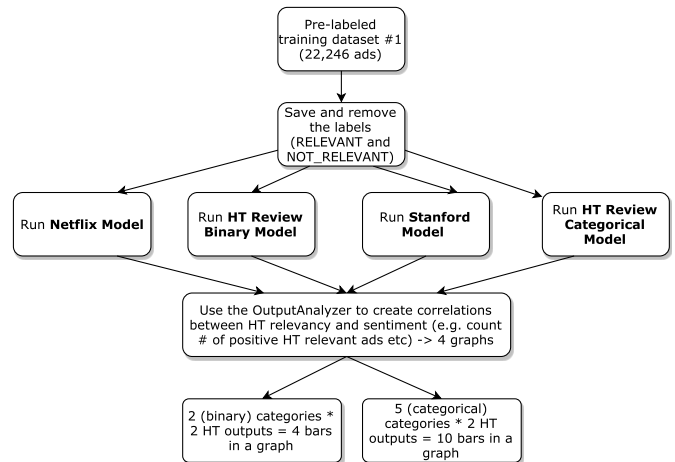 Pre-labeled
training dataset #1
(22,246 ads)
Save and remove
the labels
(RELEVANT and
NOT_RELEVANT)
Run Netflix Model
Run HT Review
Binary Model
Run Stanford
Model
Run HT Review
Categorical
Model
Use the OutputAnalyzer to create correlations
between HT relevancy and sentiment (e.g. count
# of positive HT relevant ads etc) -> 4 graphs
2 (binary) categories *
2 HT outputs = 4 bars
in a graph
5 (categorical)
categories * 2 HT
outputs = 10 bars in a
graph